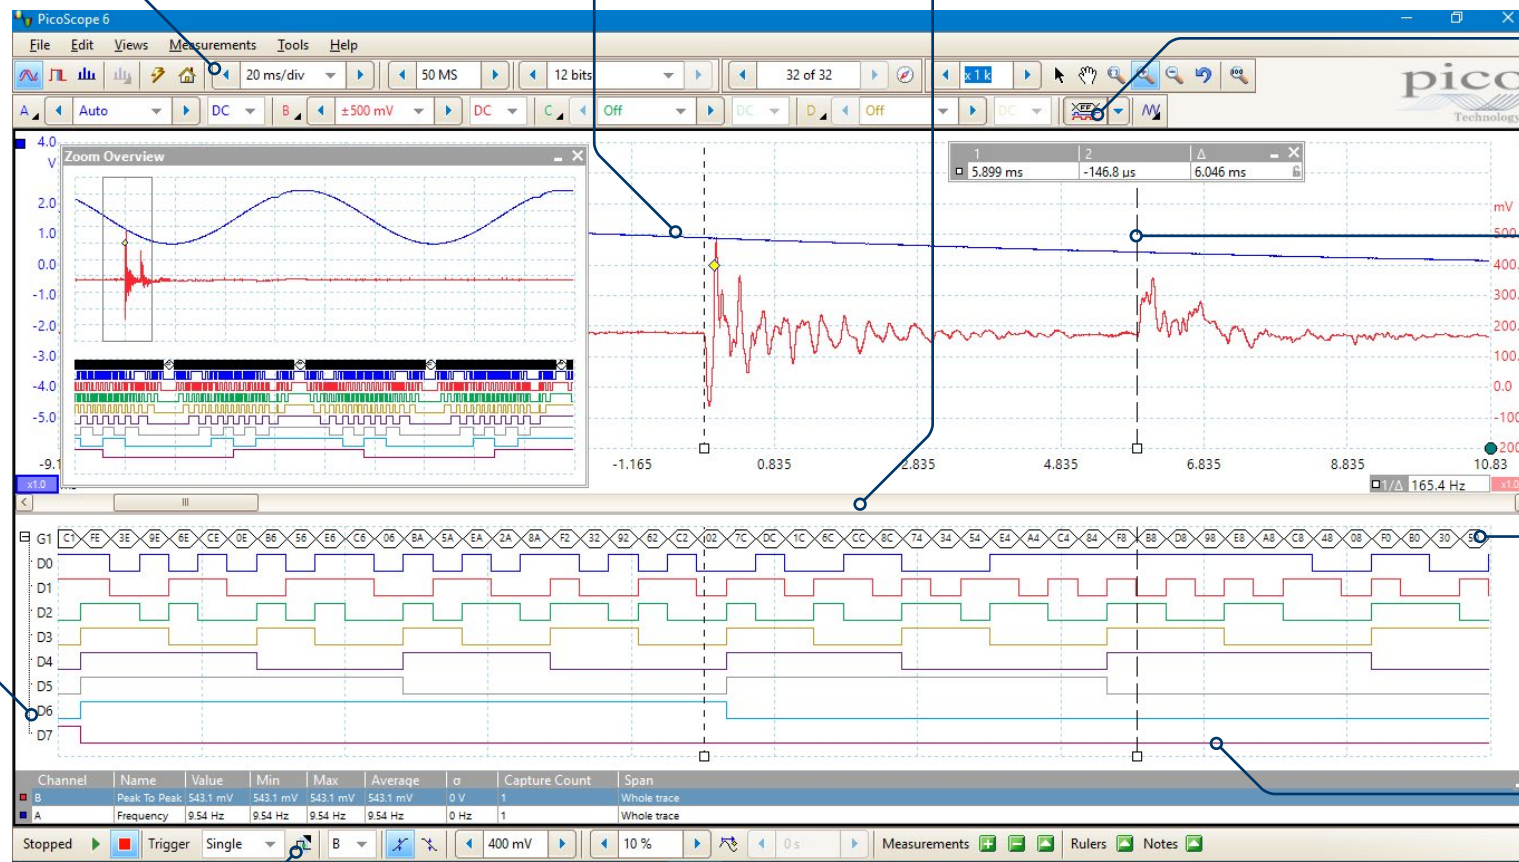 PicoScope 6
File Edit Views Measurements Tools Help
20 ms/div 50 MS 12 bits 32 of 32 x 1 k
pico
Technology
A Auto DC B ±500 mV DC C Off DC D Off DC
4.0
V
2.0
1.0
0.0
-1.0
-2.0
-3.0
-4.0
-5.0
Zoom Overview
1 2 Δ
5.899 ms -146.8 µs 6.046 ms
mV
500.
400.
300.
200.
100.
0.0
-100
-200
-9.1 -1.165 0.835 2.835 4.835 6.835 8.835 10.83
x1.0 1/Δ 165.4 Hz x1.0
G1 C1 FE 3E 9E 6E CE 0E B6 56 E6 C6 06 BA 5A EA 2A 8A F2 32 92 62 C2 02 7C DC 1C 6C CC 8C 74 34 54 E4 A4 C4 84 F8 B8 D8 98 E8 A8 C8 48 08 F0 B0 30
D0
D1
D2
D3
D4
D5
D6
D7
Channel Name Value Min Max Average σ Capture Count Span
B Peak To Peak 543.1 mV 543.1 mV 543.1 mV 543.1 mV 0 V 1 Whole trace
A Frequency 9.54 Hz 9.54 Hz 9.54 Hz 9.54 Hz 0 Hz 1 Whole trace
Stopped Trigger Single B 400 mV 10 % 0 s Measurements Rulers Notes